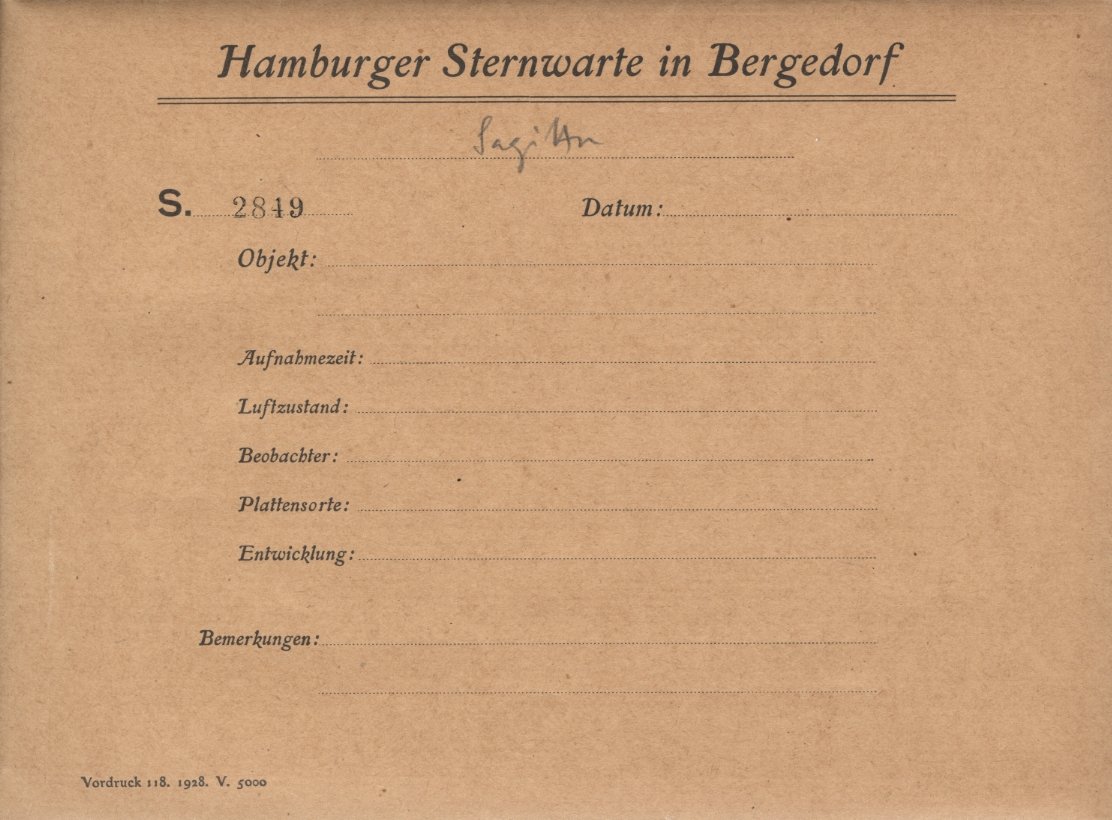 Hamburger Sternwarte in Bergedorf
Sagitta
S. 2849 Datum:
Objekt:
Aufnahmezeit:
Luftzustand:
Beobachter:
Plattensorte:
Entwicklung:
Bemerkungen:
Vordruck 118. 1928. V. 5000